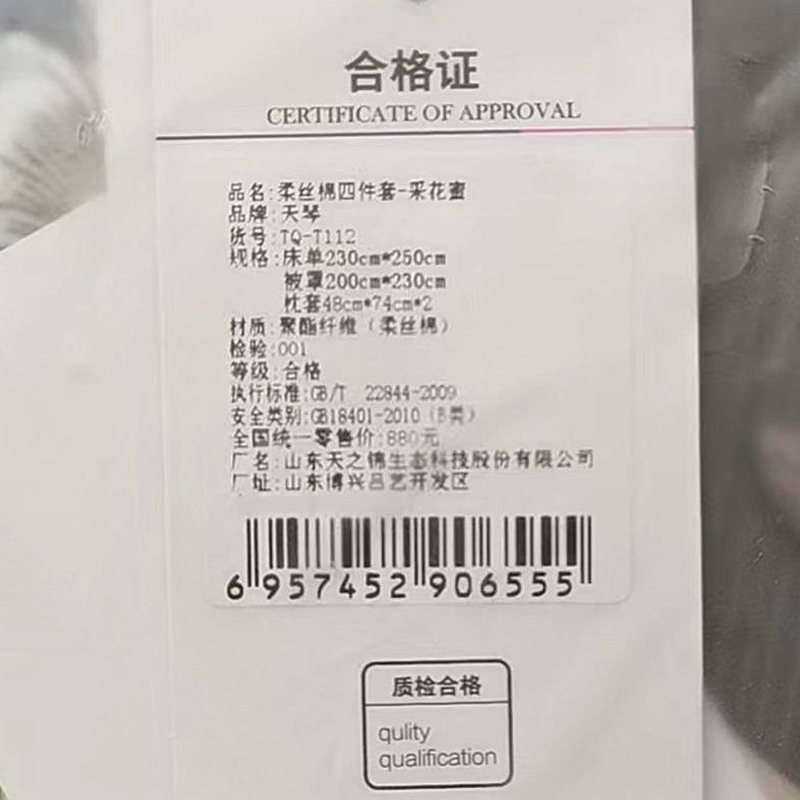 合格证
CERTIFICATE OF APPROVAL
品名:柔丝棉四件套-采花蜜
品牌:天琴
货号:TQ-T112
规格:床单230cm*250cm
被罩200cm*230cm
枕套48cm*74cm*2
材质:聚酯纤维(柔丝棉)
检验:001
等级:合格
执行标准:GB/T 22844-2009
安全类别:GB18401-2010(B类)
全国统一零售价:880元
厂名:山东天之锦生态科技股份有限公司
厂址:山东博兴吕艺开发区
6 957452 906555
质检合格
qulity
qualification